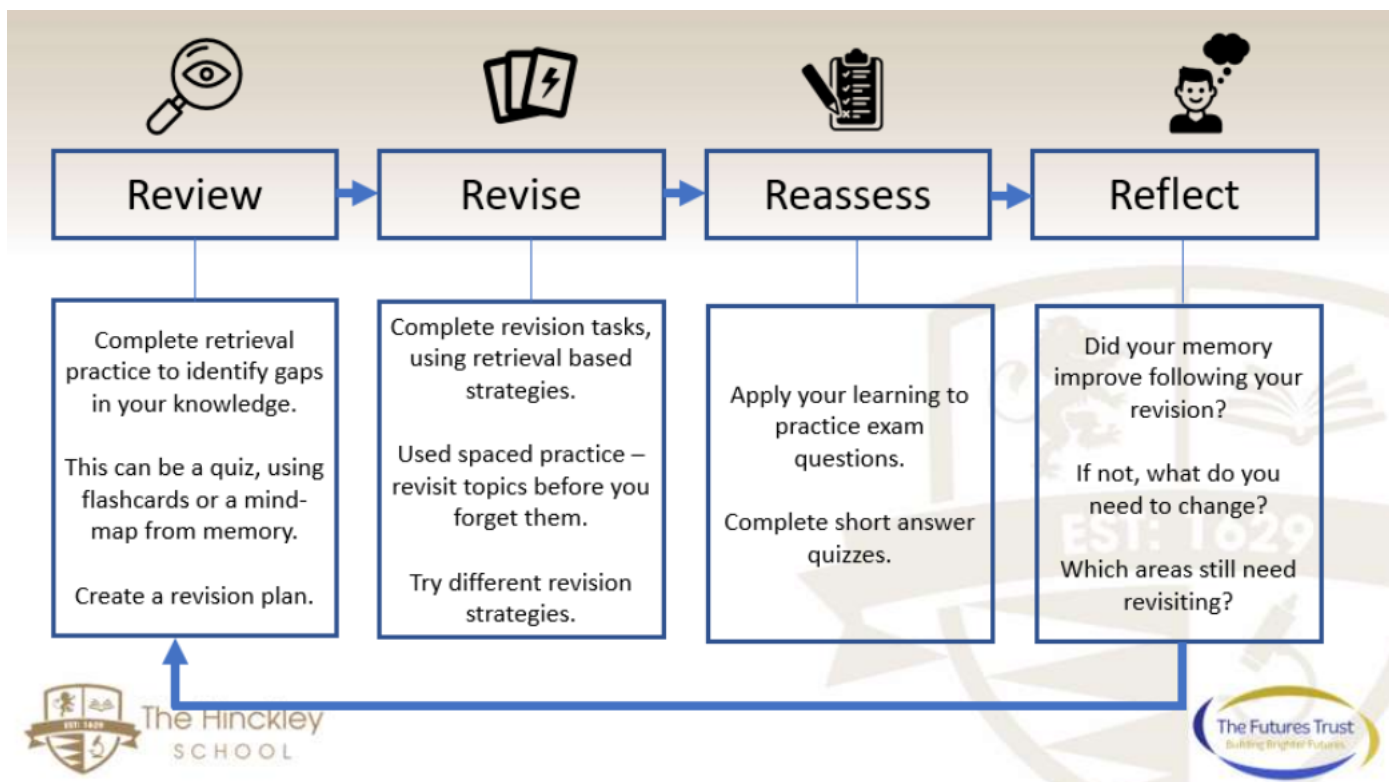 Review
Revise
Reassess
Reflect
Complete retrieval
practice to identify gaps
in your knowledge.
This can be a quiz, using
flashcards or a mind-
map from memory.
Create a revision plan.
Complete revision tasks,
using retrieval based
strategies.
Used spaced practice –
revisit topics before you
forget them.
Try different revision
strategies.
Apply your learning to
practice exam
questions.
Complete short answer
quizzes.
Did your memory
improve following your
revision?
If not, what do you
need to change?
Which areas still need
revisiting?
EST: 1629
EST: 1629
The Hinckley
SCHOOL
The Futures Trust
Building Brighter Futures